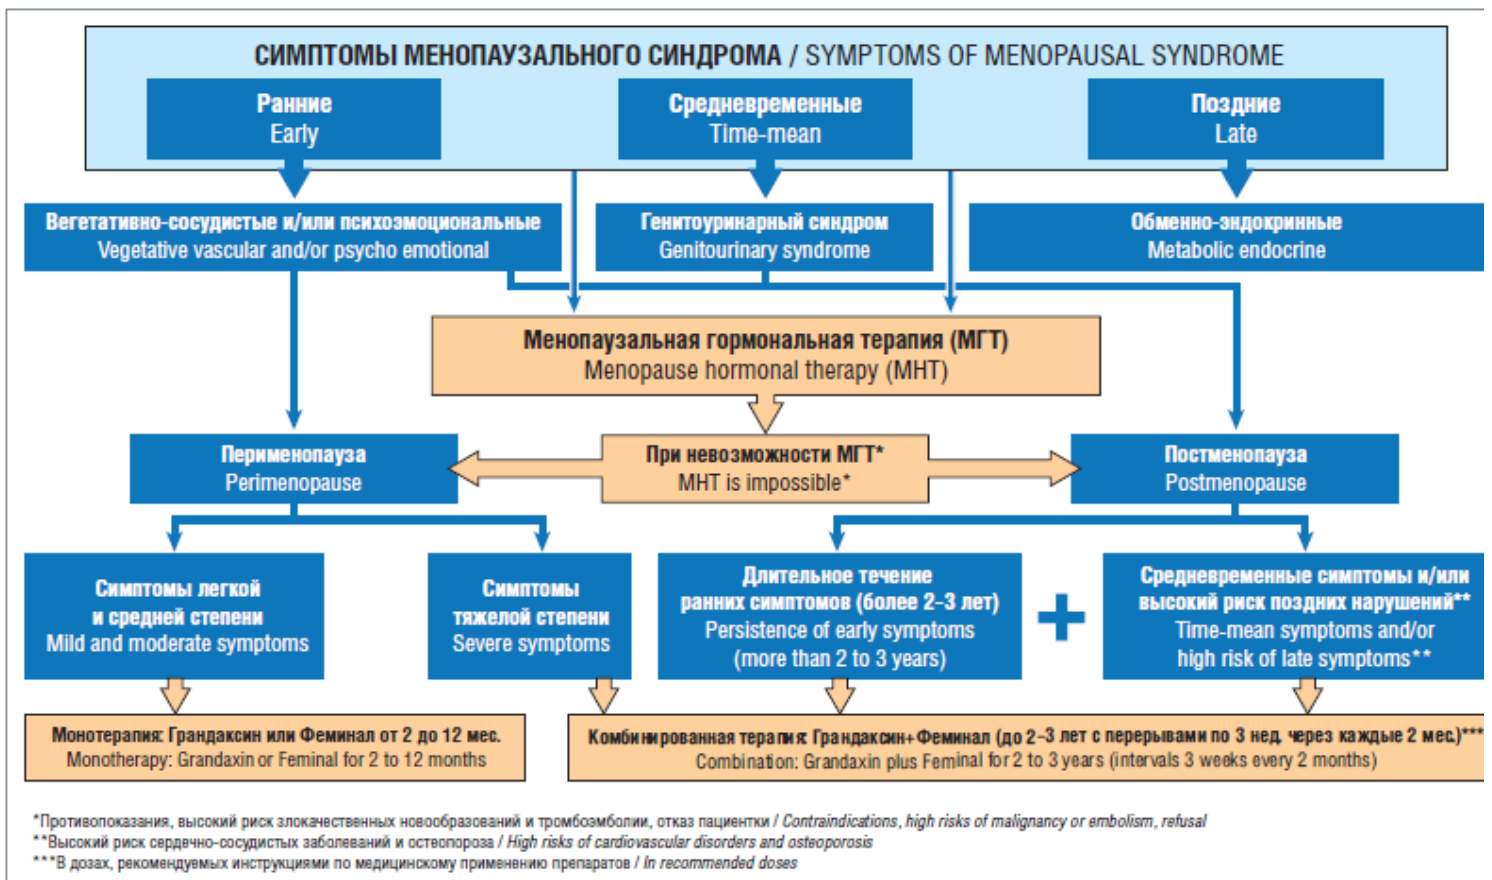 СИМПТОМЫ МЕНОПАУЗАЛЬНОГО СИНДРОМА / SYMPTOMS OF MENOPAUSAL SYNDROME
Ранние
Early
Средневременные
Time-mean
Поздние
Late
Вегетативно-сосудистые и/или психоэмоциональные
Vegetative vascular and/or psycho emotional
Генитоуринарный синдром
Genitourinary syndrome
Обменно-эндокринные
Metabolic endocrine
Менопаузальная гормональная терапия (МГТ)
Menopause hormonal therapy (MHT)
Перименопауза
Perimenopause
При невозможности МГТ*
MHT is impossible*
Постменопауза
Postmenopause
Симптомы легкой
и средней степени
Mild and moderate symptoms
Симптомы
тяжелой степени
Severe symptoms
Длительное течение
ранних симптомов (более 2–3 лет)
Persistence of early symptoms
(more than 2 to 3 years)
+
Средневременные симптомы и/или
высокий риск поздних нарушений**
Time-mean symptoms and/or
high risk of late symptoms**
Монотерапия: Грандаксин или Феминал от 2 до 12 мес.
Monotherapy: Grandaxin or Feminal for 2 to 12 months
Комбинированная терапия: Грандаксин+Феминал (до 2–3 лет с перерывами по 3 нед. через каждые 2 мес.)***
Combination: Grandaxin plus Feminal for 2 to 3 years (intervals 3 weeks every 2 months)
*Противопоказания, высокий риск злокачественных новообразований и тромбоэмболии, отказ пациентки / Contraindications, high risks of malignancy or embolism, refusal
**Высокий риск сердечно-сосудистых заболеваний и остеопороза / High risks of cardiovascular disorders and osteoporosis
***В дозах, рекомендуемых инструкциями по медицинскому применению препаратов / In recommended doses